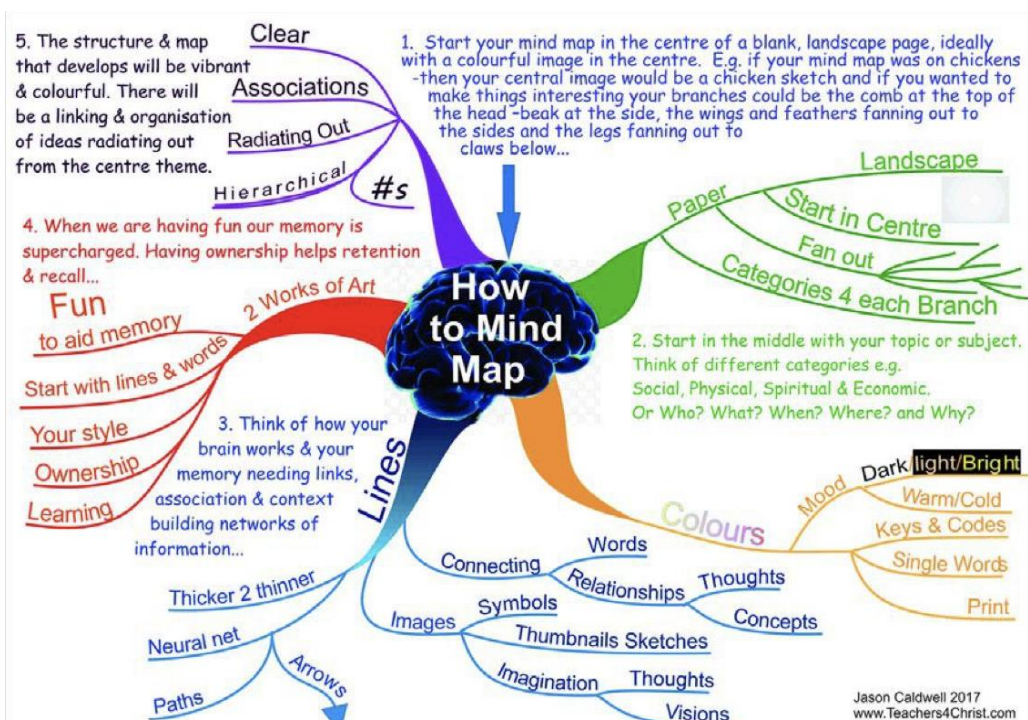 5. The structure & map
that develops will be vibrant
& colourful. There will
be a linking & organisation
of ideas radiating out
from the centre theme.
Clear
Associations
Radiating Out
Hierarchical
#s
1. Start your mind map in the centre of a blank, landscape page, ideally
with a colourful image in the centre. E.g. if your mind map was on chickens
-then your central image would be a chicken sketch and if you wanted to
make things interesting your branches could be the comb at the top of
the head -beak at the side, the wings and feathers fanning out to
the sides and the legs fanning out to
claws below...
Paper
Landscape
Start in Centre
Fan out
Categories 4 each Branch
4. When we are having fun our memory is
supercharged. Having ownership helps retention
& recall...
How
to Mind
Map
2 Works of Art
Fun
to aid memory
Start with lines & words
Your style
Ownership
Learning
2. Start in the middle with your topic or subject.
Think of different categories e.g.
Social, Physical, Spiritual & Economic.
Or Who? What? When? Where? and Why?
3. Think of how your
brain works & your
memory needing links,
association & context
building networks of
information...
Lines
Thicker 2 thinner
Neural net
Paths
Arrows
Connecting
Words
Relationships
Thoughts
Concepts
Images
Symbols
Thumbnails Sketches
Imagination
Thoughts
Visions
Colours
Mood
Dark/light/Bright
Warm/Cold
Keys & Codes
Single Words
Print
Jason Caldwell 2017
www.Teachers4Christ.com